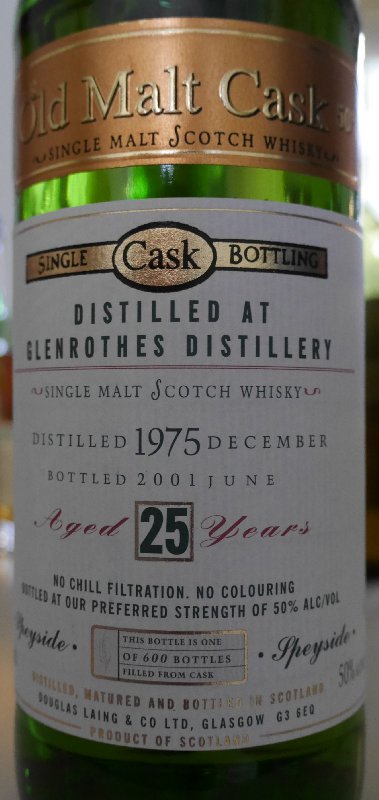 Old Malt Cask 50
SINGLE MALT SCOTCH WHISKY
SINGLE Cask BOTTLING
DISTILLED AT
GLENROTHES DISTILLERY
SINGLE MALT SCOTCH WHISKY
DISTILLED 1975 DECEMBER
BOTTLED 2001 JUNE
Aged 25 Years
NO CHILL FILTRATION. NO COLOURING
BOTTLED AT OUR PREFERRED STRENGTH OF 50% ALC/VOL
Speyside • THIS BOTTLE IS ONE • Speyside •
OF 600 BOTTLES
FILLED FROM CASK
50%
DISTILLED, MATURED AND BOTTLED IN SCOTLAND
DOUGLAS LAING & CO LTD, GLASGOW G3 6EQ
PRODUCT OF SCOTLAND